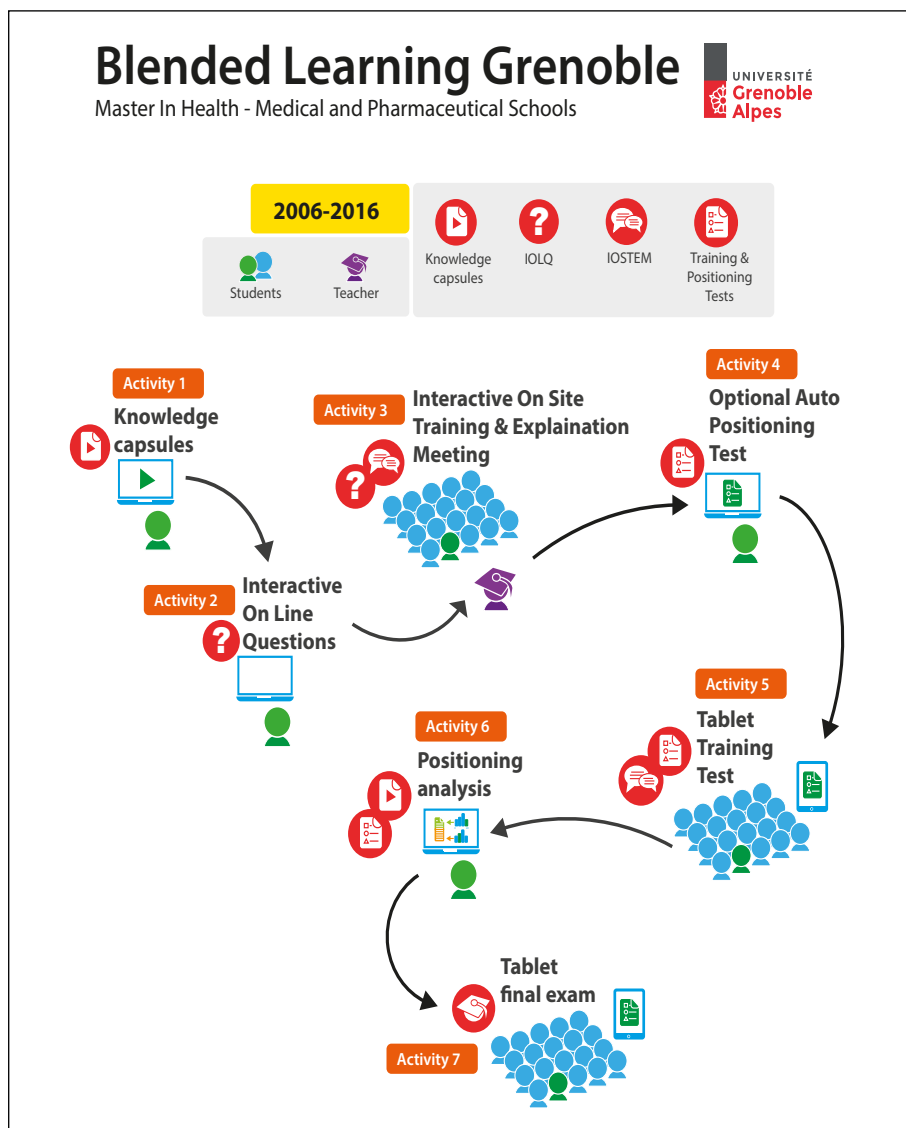 Blended Learning Grenoble
Master In Health - Medical and Pharmaceutical Schools
UNIVERSITÉ
Grenoble
Alpes
2006-2016
Students
Teacher
Knowledge
capsules
IOLQ
IOSTEM
Training &
Positioning
Tests
Activity 1
Knowledge
capsules
Activity 2
Interactive
On Line
Questions
Activity 3
Interactive On Site
Training & Explaination
Meeting
Activity 4
Optional Auto
Positioning
Test
Activity 5
Tablet
Training
Test
Activity 6
Positioning
analysis
Tablet
final exam
Activity 7